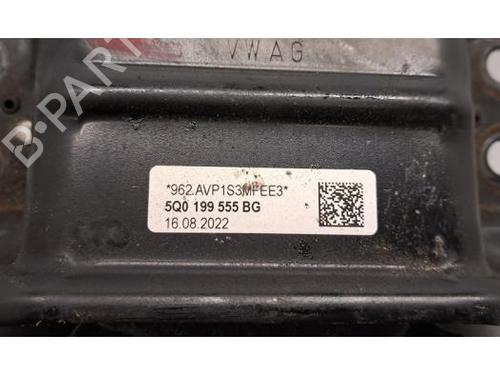 VWAG
B-PARTS
*962.AVP1S3MFEE3*
5Q0 199 555 BG
16.08.2022